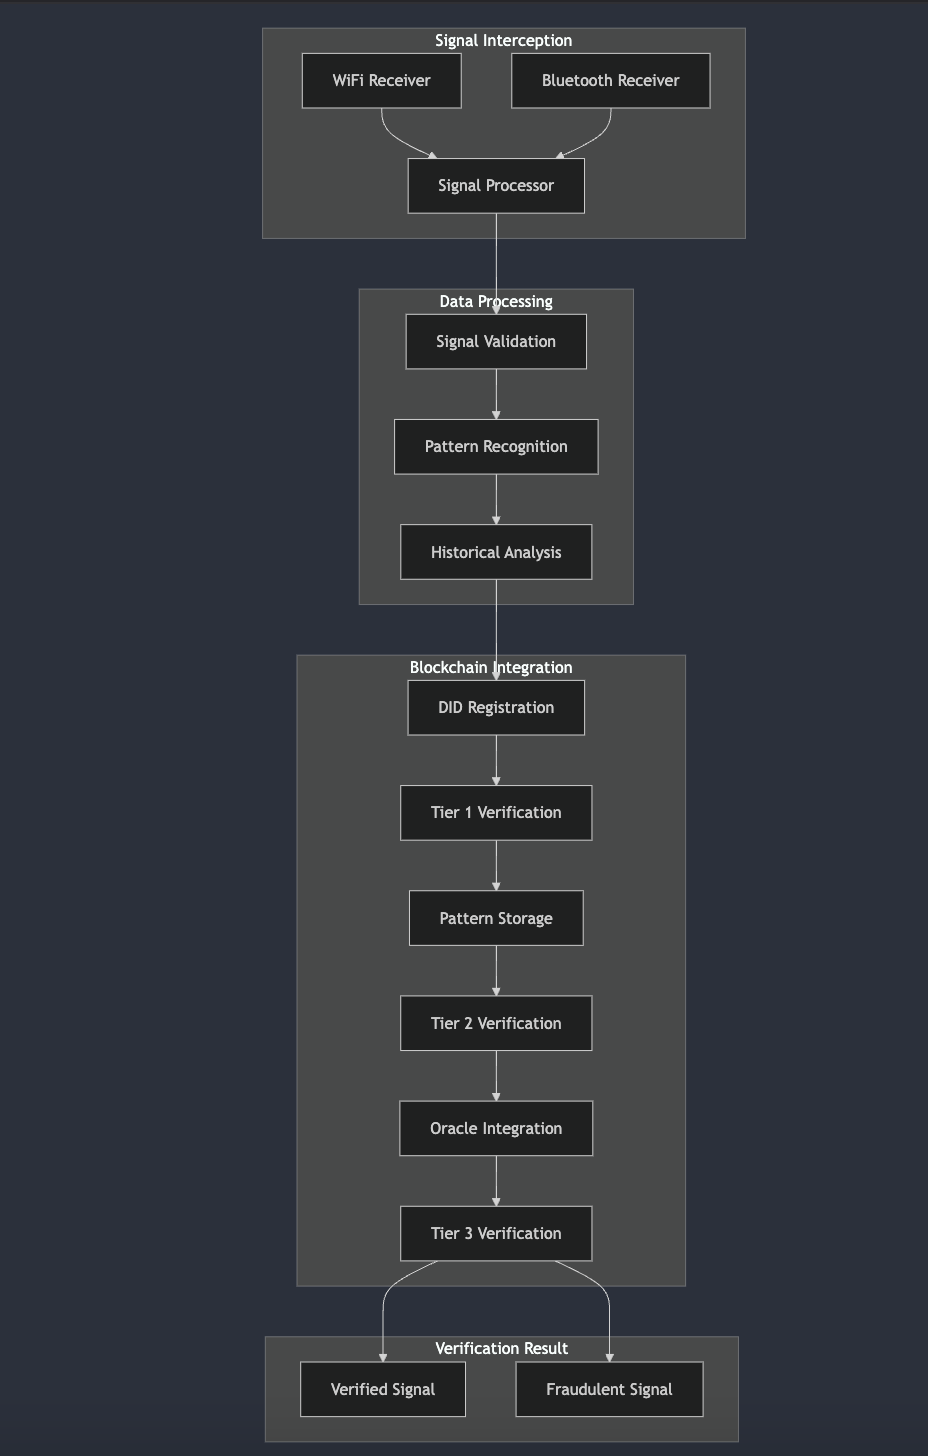 Signal Interception
WiFi Receiver
Bluetooth Receiver
Signal Processor
Data Processing
Signal Validation
Pattern Recognition
Historical Analysis
Blockchain Integration
DID Registration
Tier 1 Verification
Pattern Storage
Tier 2 Verification
Oracle Integration
Tier 3 Verification
Verification Result
Verified Signal
Fraudulent Signal